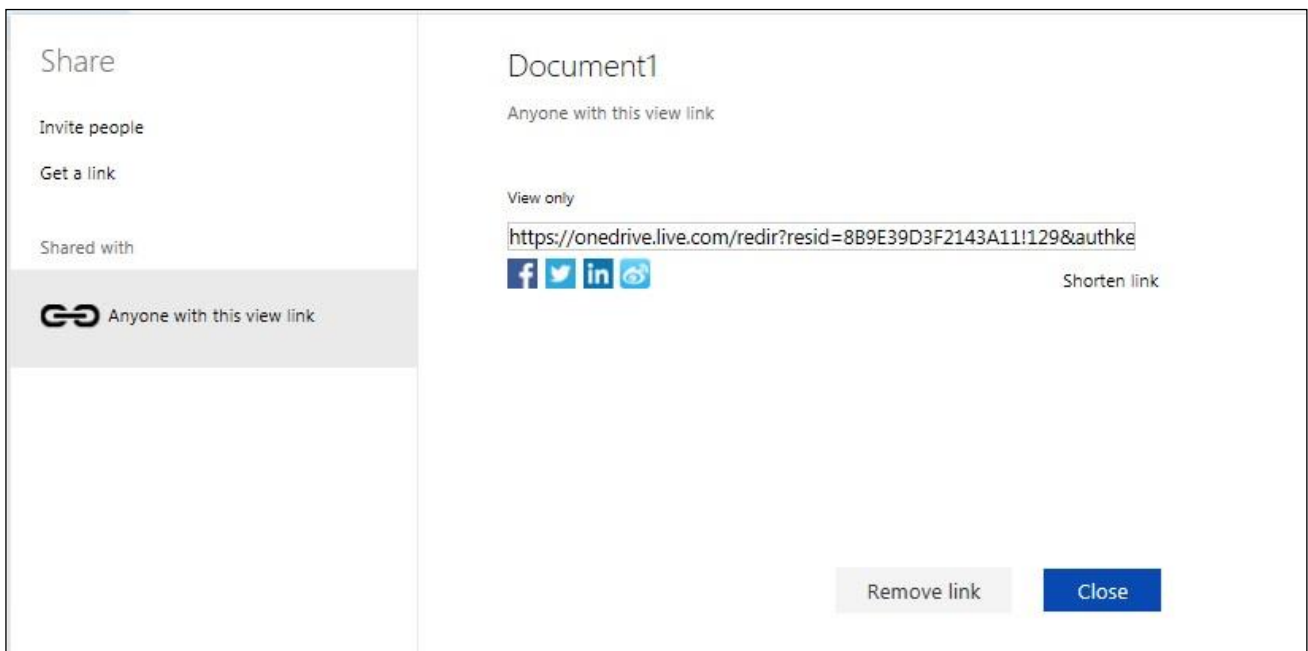 Share
Invite people
Get a link
Shared with
Anyone with this view link
Document1
Anyone with this view link
View only
https://onedrive.live.com/redir?resid=8B9E39D3F2143A11!129&authke
f in
Shorten link
Remove link
Close